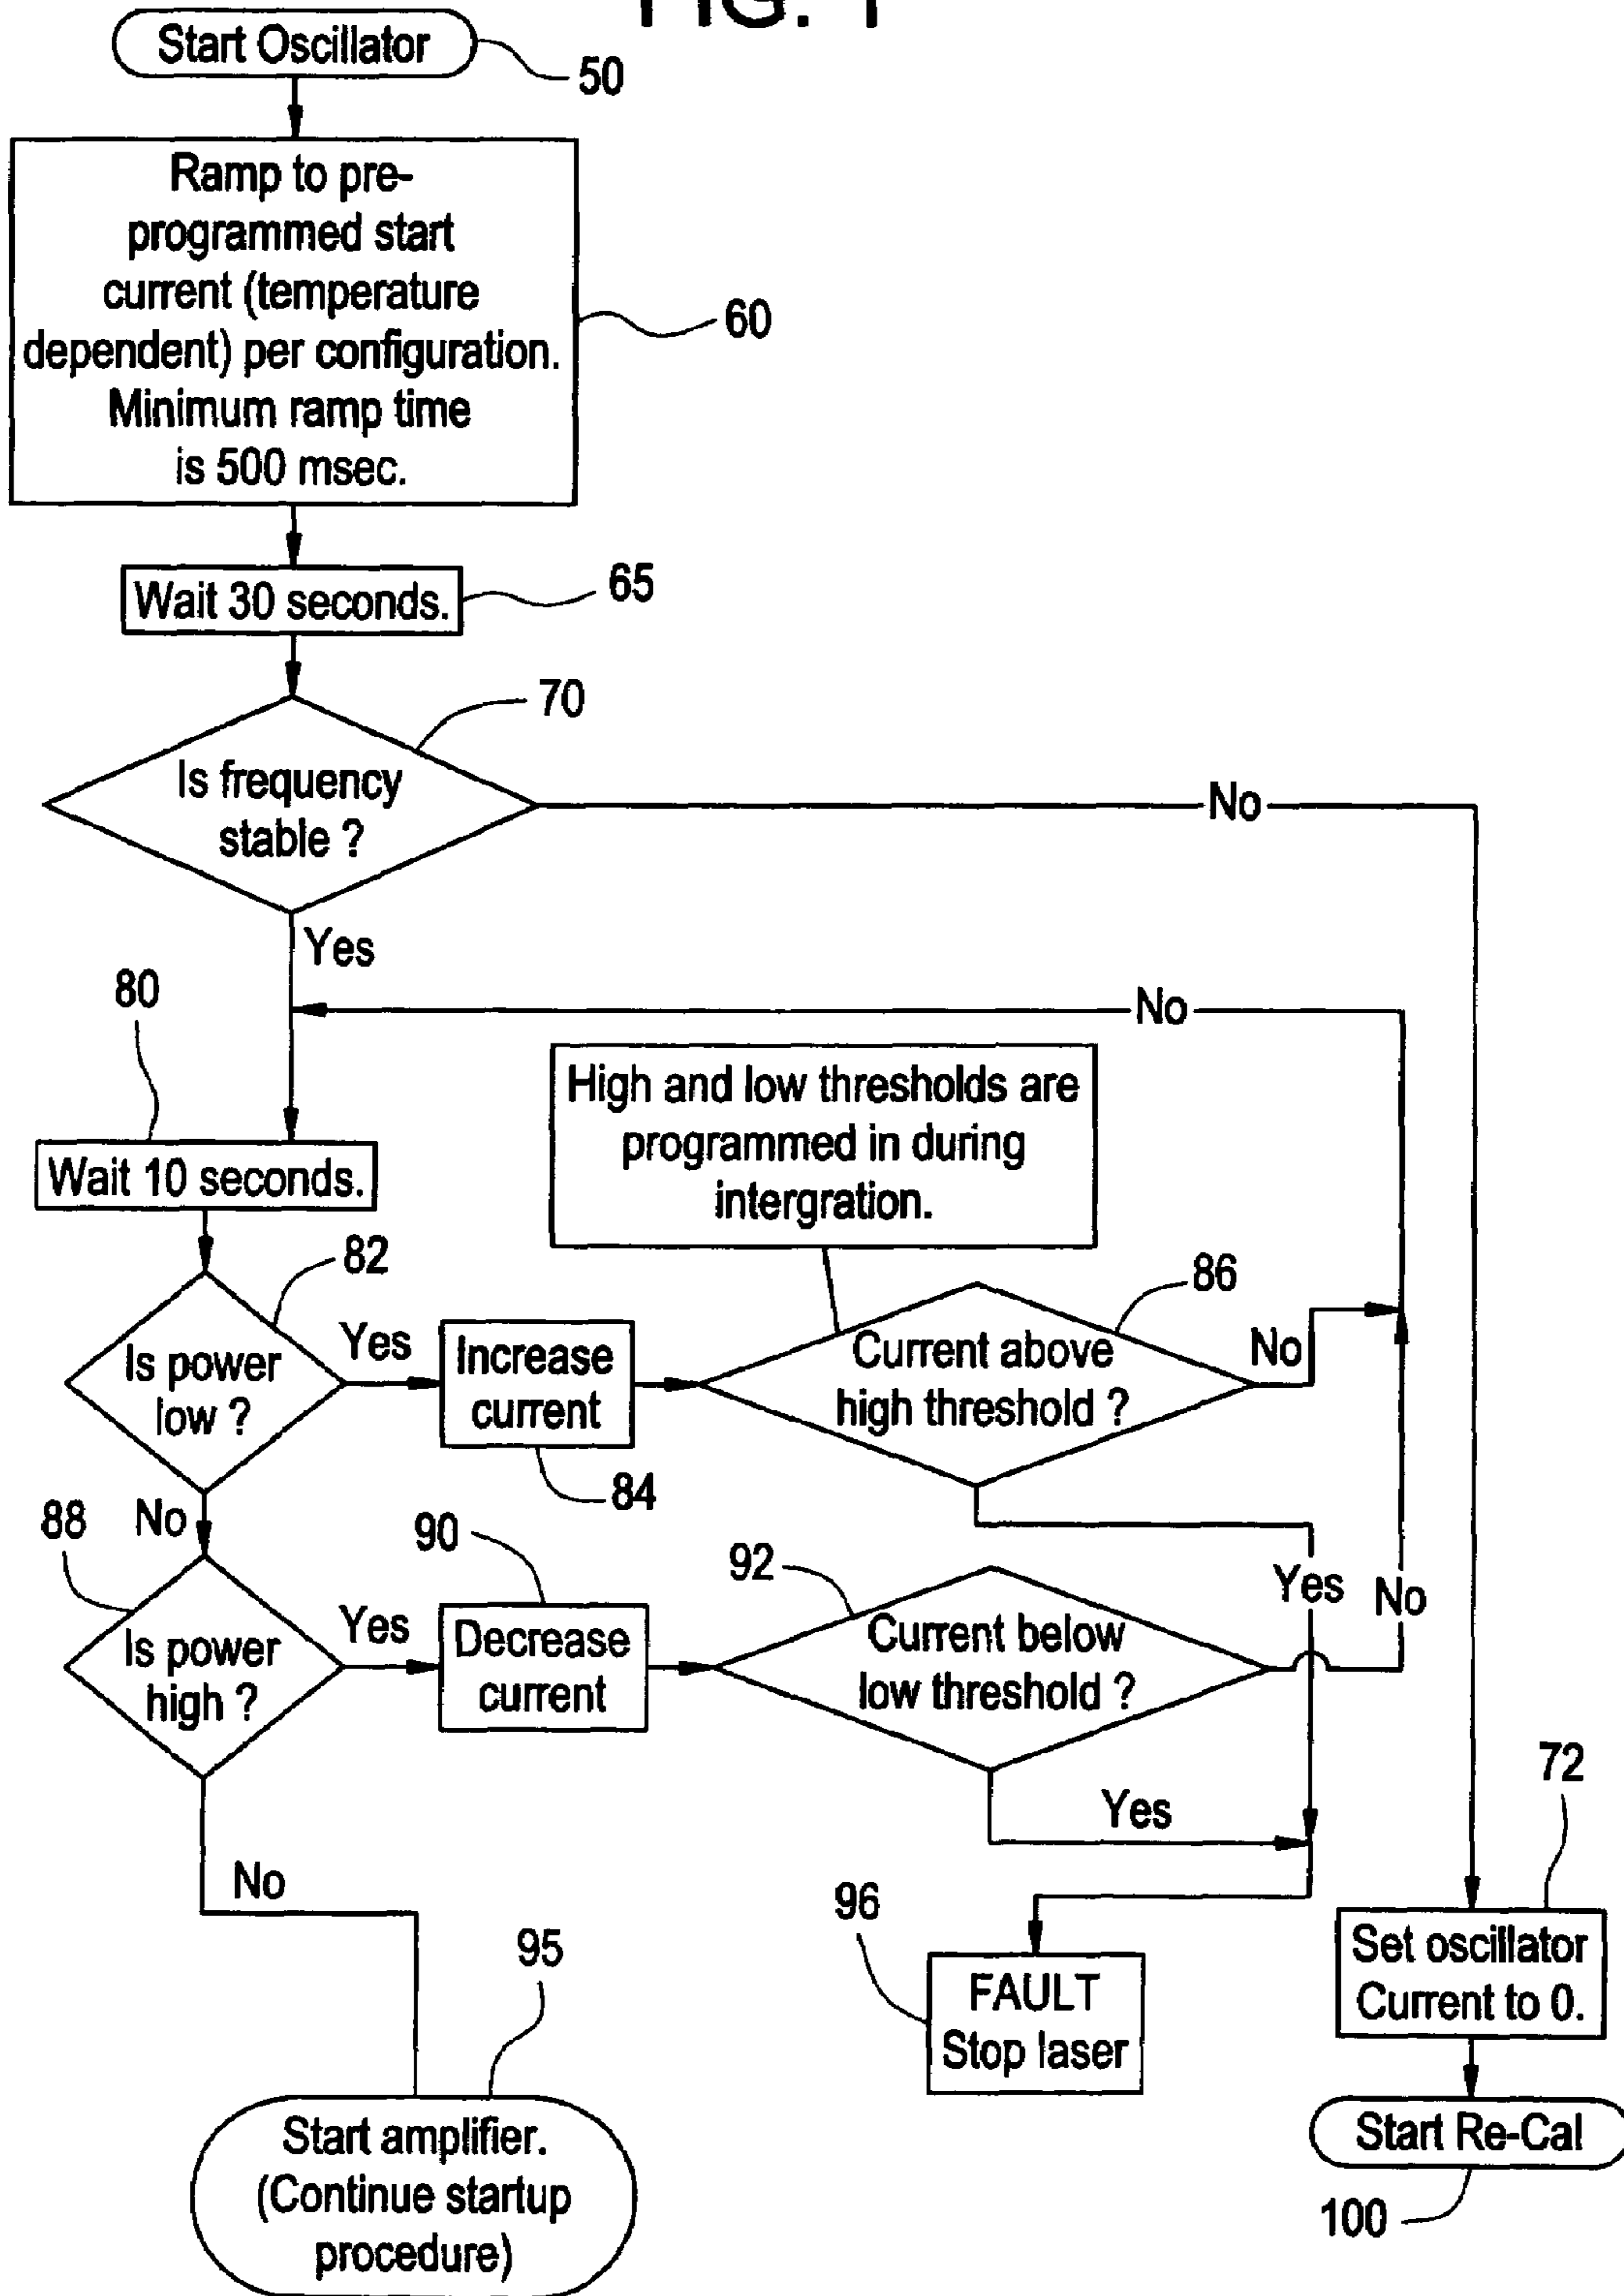 FIG. 1
Start Oscillator
50
Ramp to pre-
programmed start
current (temperature
dependent) per configuration.
Minimum ramp time
is 500 msec.
60
Wait 30 seconds.
65
70
Is frequency
stable ?
No
Yes
80
No
High and low thresholds are
programmed in during
intergration.
Wait 10 seconds.
82
86
Is power
low ?
Yes
Increase
current
84
Current above
high threshold ?
No
No
88
90
92
Yes
No
Is power
high ?
Yes
Decrease
current
Current below
low threshold ?
Yes
72
No
96
FAULT
Stop laser
Set oscillator
Current to 0.
95
Start amplifier.
(Continue startup
procedure)
Start Re-Cal
100